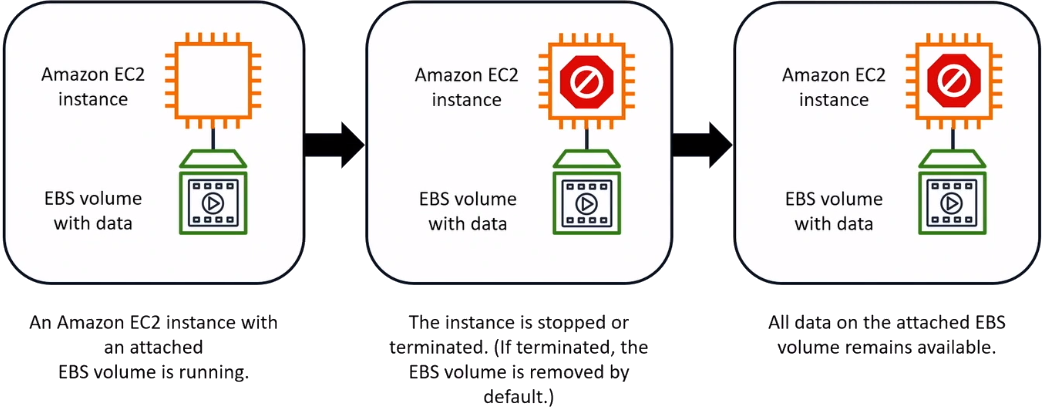 Amazon EC2
instance
EBS volume
with data
An Amazon EC2 instance with
an attached
EBS volume is running.
Amazon EC2
instance
EBS volume
with data
The instance is stopped or
terminated. (If terminated, the
EBS volume is removed by
default.)
Amazon EC2
instance
EBS volume
with data
All data on the attached EBS
volume remains available.